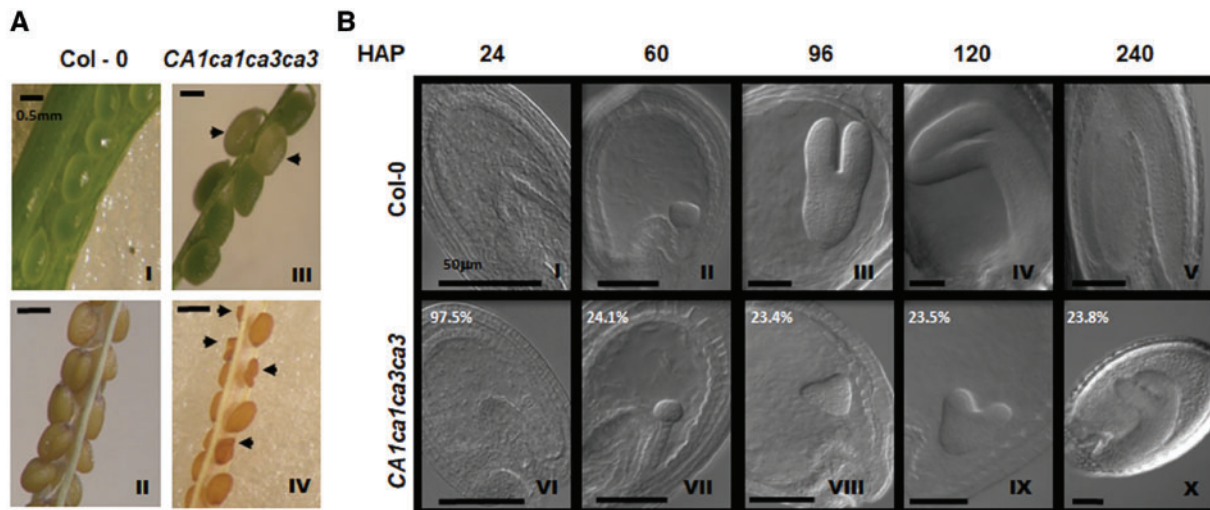 A
Col - 0
CA1ca1ca3ca3
0.5mm
I
III
II
IV
B
HAP 24 60 96 120 240
Col-0
50µm
I
II
III
IV
V
CA1ca1ca3ca3
97.5%
24.1%
23.4%
23.5%
23.8%
VI
VII
VIII
IX
X